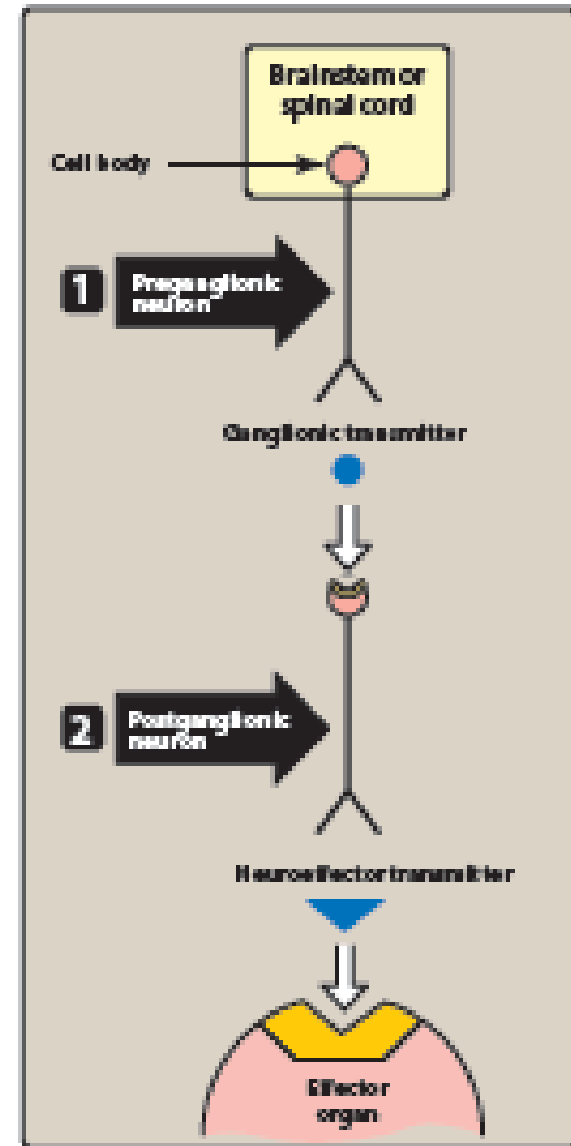 Brainstem or
spinal cord
Cell body
1
Preganglionic
neuron
Ganglionic transmitter
2
Postganglionic
neuron
Neuroeffector transmitter
Effector
organ